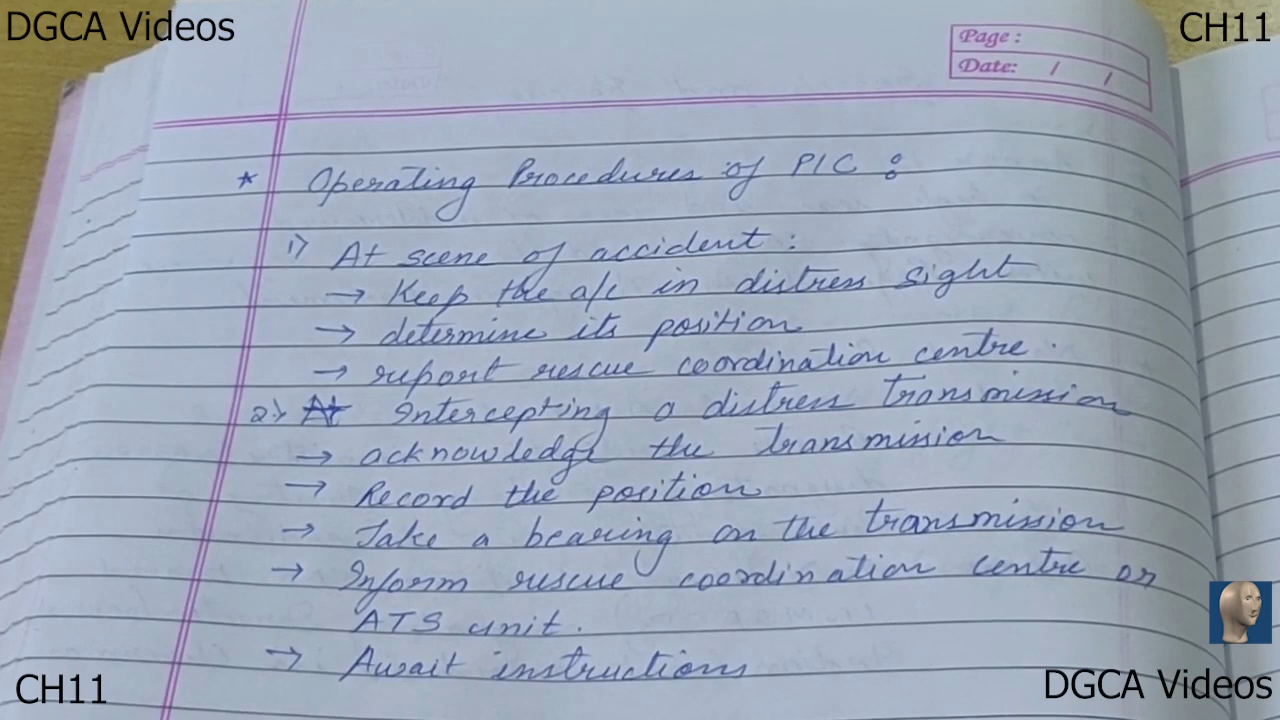 DGCA Videos
CH11
Page :
Date: / /
* Operating Procedures of PIC :
1) At scene of accident :
→ Keep the a/c in distress sight
→ determine its position
→ report rescue coordination centre.
2) At Intercepting a distress transmission
→ acknowledge the transmission
→ Record the position
→ Take a bearing on the transmission
→ Inform rescue coordination centre or
ATS unit.
→ Await instructions
CH11
DGCA Videos